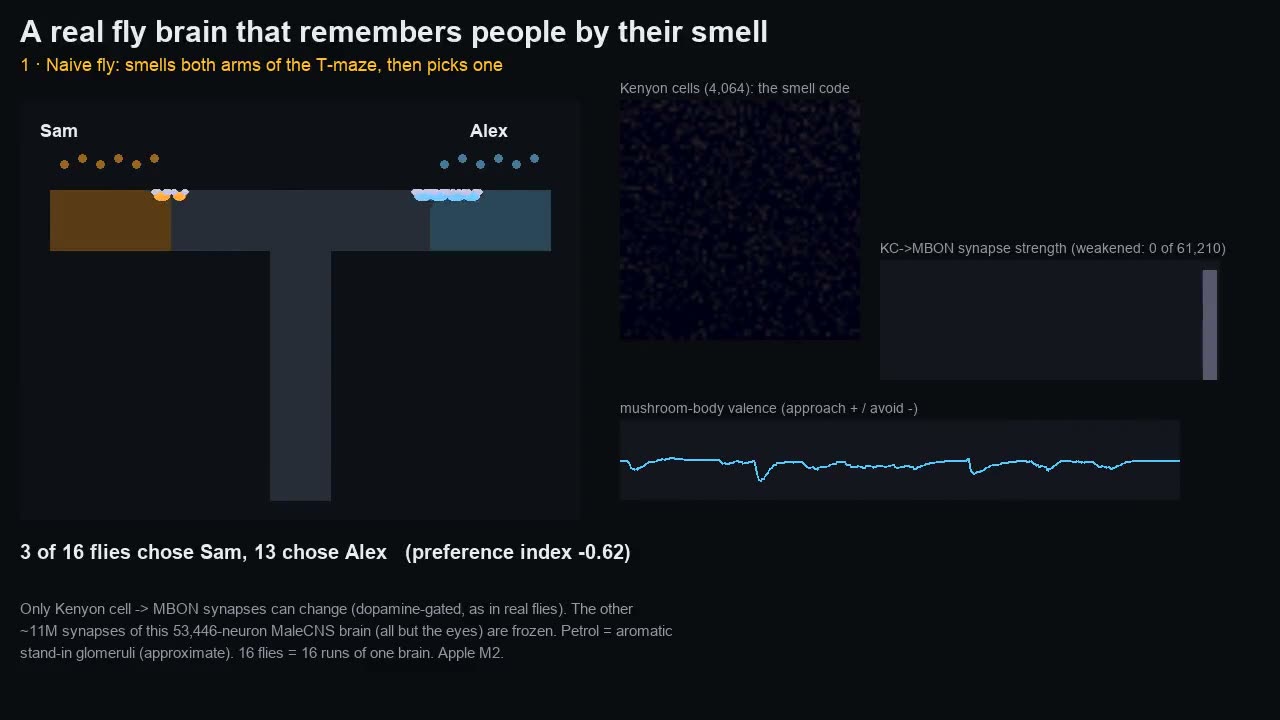 A real fly brain that remembers people by their smell
1 · Naive fly: smells both arms of the T-maze, then picks one
Kenyon cells (4,064): the smell code
Sam
Alex
KC->MBON synapse strength (weakened: 0 of 61,210)
mushroom-body valence (approach + / avoid -)
3 of 16 flies chose Sam, 13 chose Alex (preference index -0.62)
Only Kenyon cell -> MBON synapses can change (dopamine-gated, as in real flies). The other
~11M synapses of this 53,446-neuron MaleCNS brain (all but the eyes) are frozen. Petrol = aromatic
stand-in glomeruli (approximate). 16 flies = 16 runs of one brain. Apple M2.